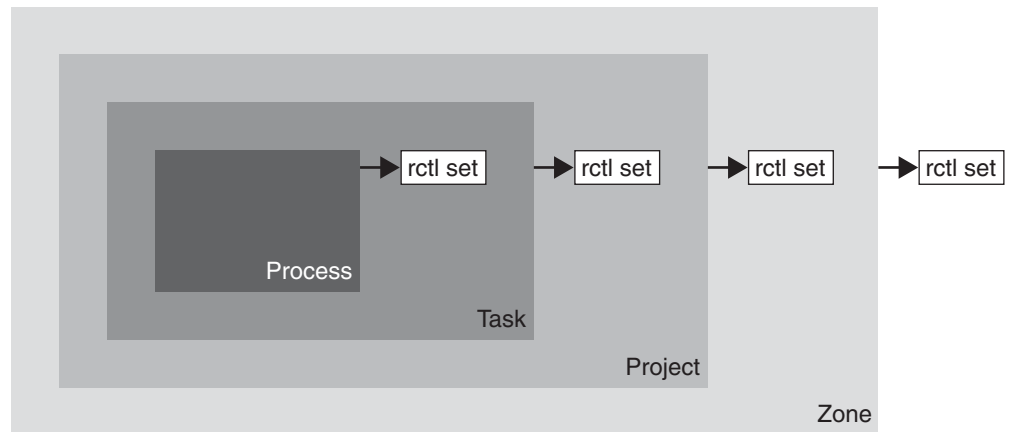 rctl set
rctl set
rctl set
rctl set
Process
Task
Project
Zone